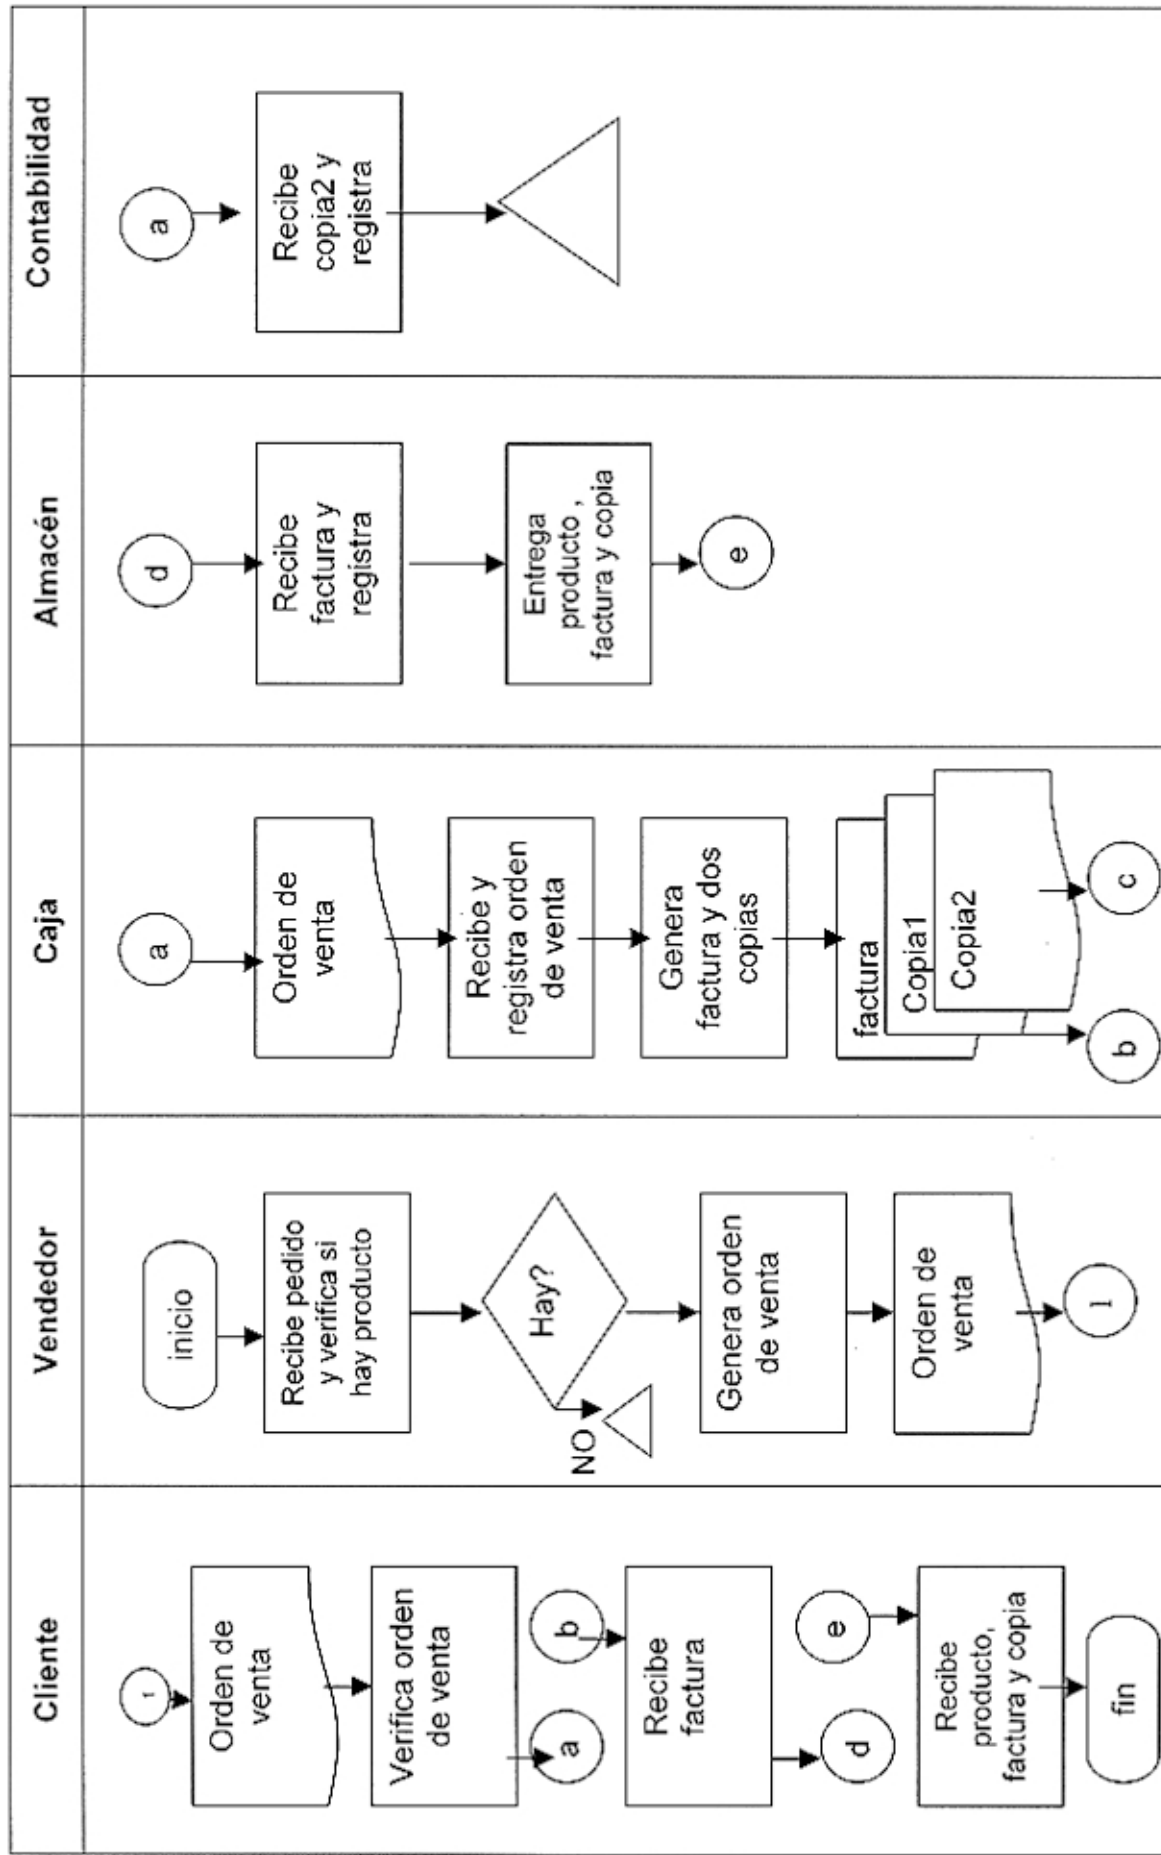 Cliente
Vendedor
Caja
Almacén
Contabilidad
1
Orden de
venta
Verifica orden
de venta
a
b
Recibe
factura
d
e
Recibe
producto,
factura y copia
fin
inicio
Recibe pedido
y verifica si
hay producto
Hay?
NO
Genera orden
de venta
Orden de
venta
1
a
Orden de
venta
Recibe y
registra orden
de venta
Genera
factura y dos
copias
factura
Copia1
Copia2
b
c
d
Recibe
factura y
registra
Entrega
producto ,
factura y copia
e
a
Recibe
copia2 y
registra